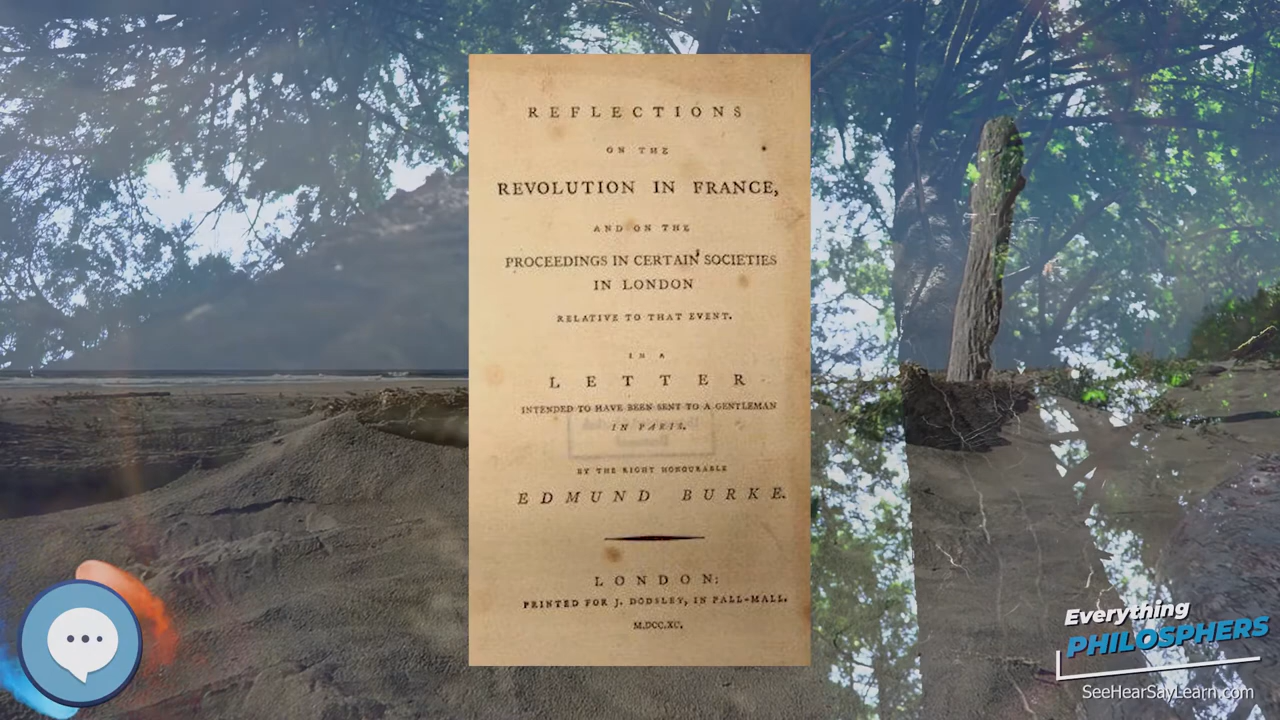 REFLECTIONS
ON THE
REVOLUTION IN FRANCE,
AND ON THE
PROCEEDINGS IN CERTAIN SOCIETIES
IN LONDON
RELATIVE TO THAT EVENT.
IN A
LETTER
INTENDED TO HAVE BEEN SENT TO A GENTLEMAN
IN PARIS.
BY THE RIGHT HONOURABLE
EDMUND BURKE.
LONDON:
PRINTED FOR J. DODSLEY, IN PALL-MALL.
M.DCC.XC.
Everything
PHILOSPHERS
SeeHearSayLearn.com